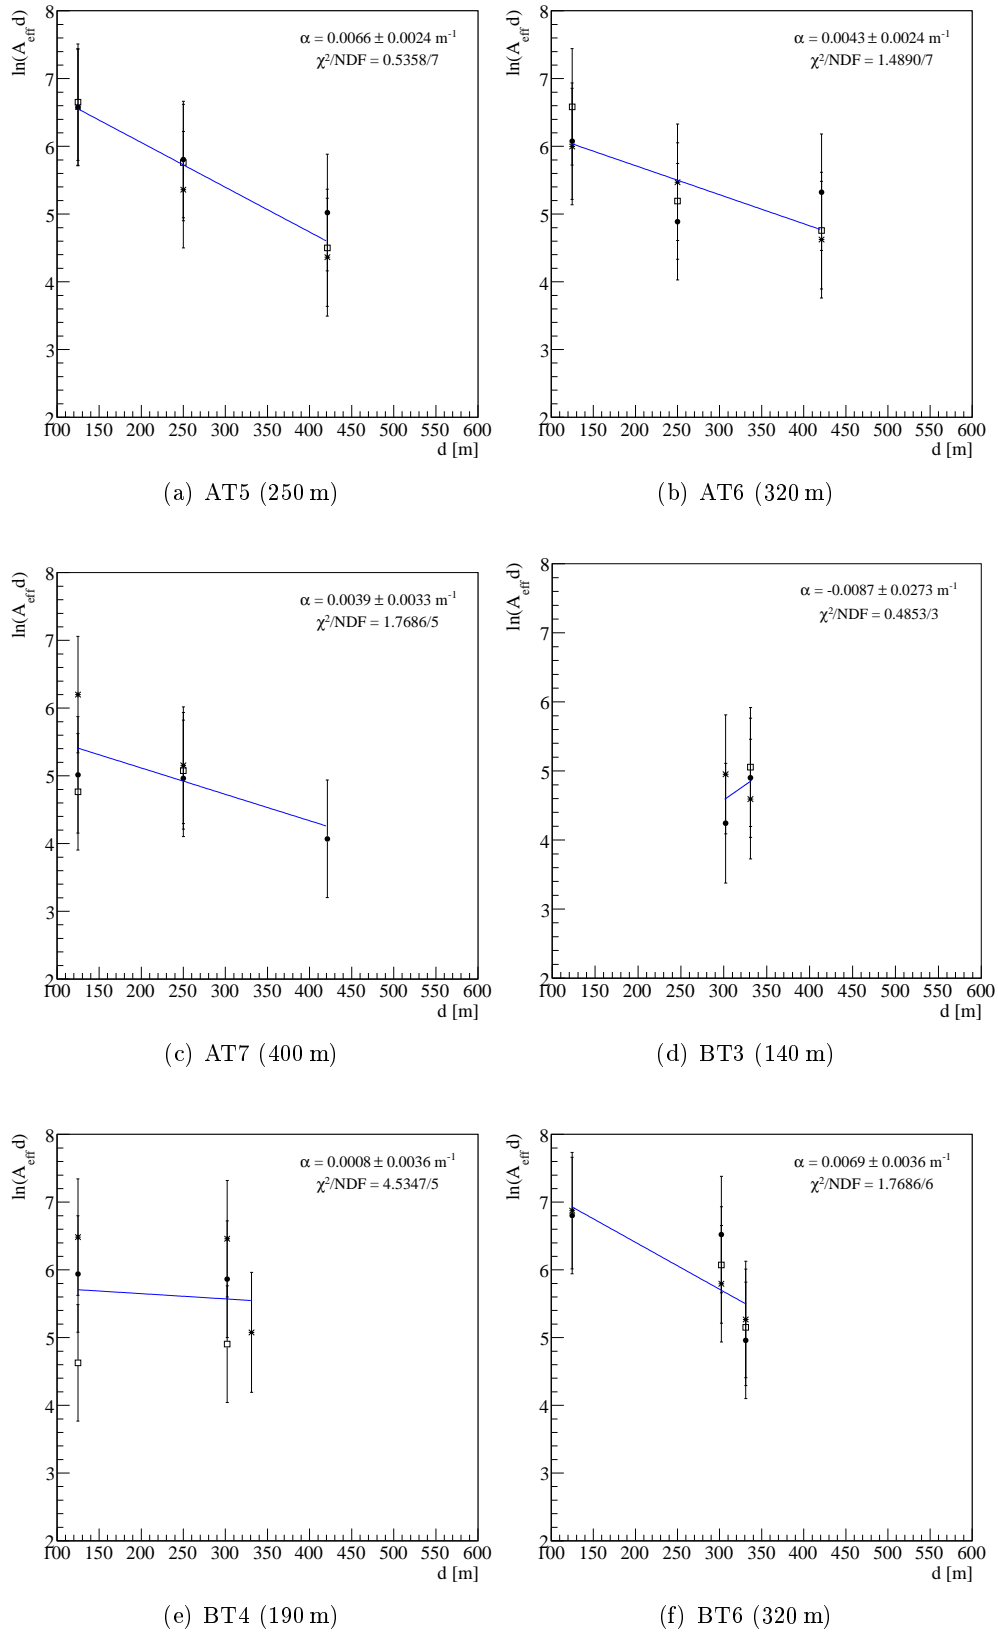 ln(A_eff d)
8
7
6
5
4
3
2
α = 0.0066 ± 0.0024 m⁻¹
χ²/NDF = 0.5358/7
100 150 200 250 300 350 400 450 500 550 600
d [m]
(a) AT5 (250 m)
ln(A_eff d)
8
7
6
5
4
3
2
α = 0.0043 ± 0.0024 m⁻¹
χ²/NDF = 1.4890/7
100 150 200 250 300 350 400 450 500 550 600
d [m]
(b) AT6 (320 m)
ln(A_eff d)
8
7
6
5
4
3
2
α = 0.0039 ± 0.0033 m⁻¹
χ²/NDF = 1.7686/5
100 150 200 250 300 350 400 450 500 550 600
d [m]
(c) AT7 (400 m)
ln(A_eff d)
8
7
6
5
4
3
2
α = -0.0087 ± 0.0273 m⁻¹
χ²/NDF = 0.4853/3
100 150 200 250 300 350 400 450 500 550 600
d [m]
(d) BT3 (140 m)
ln(A_eff d)
8
7
6
5
4
3
2
α = 0.0008 ± 0.0036 m⁻¹
χ²/NDF = 4.5347/5
100 150 200 250 300 350 400 450 500 550 600
d [m]
(e) BT4 (190 m)
ln(A_eff d)
8
7
6
5
4
3
2
α = 0.0069 ± 0.0036 m⁻¹
χ²/NDF = 1.7686/6
100 150 200 250 300 350 400 450 500 550 600
d [m]
(f) BT6 (320 m)